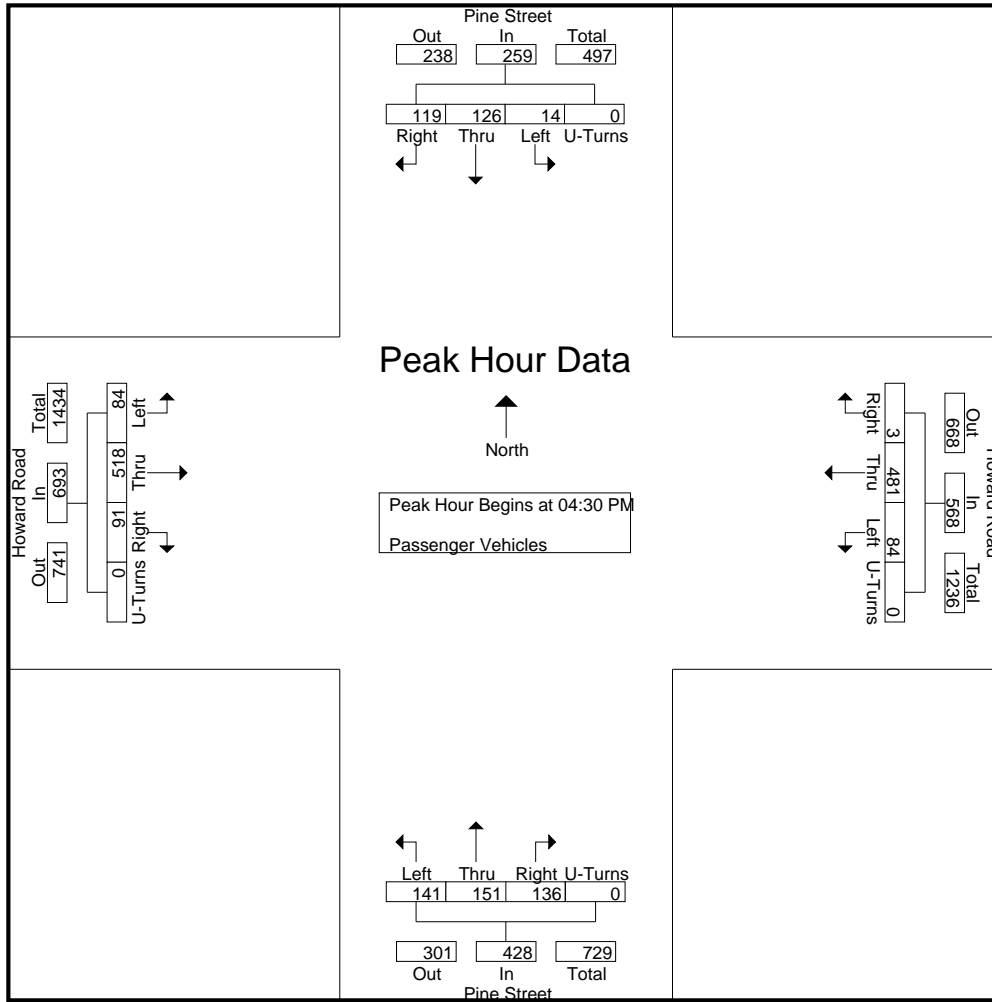 Pine Street
Out In Total
238 259 497
119 126 14 0
Right Thru Left U-Turns
Peak Hour Data
North
Peak Hour Begins at 04:30 PM
Passenger Vehicles
Howard Road
Total In Out
1434 693 741
84 518 91 0
Left Thru Right U-Turns
Right Thru Left U-Turns
3 481 84 0
Out In Total
668 568 1236
Howard Road
Left Thru Right U-Turns
141 151 136 0
301 428 729
Out In Total
Pine Street